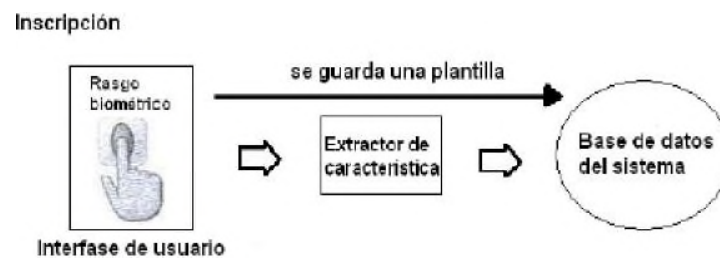 Inscripción
se guarda una plantilla
Rasgo
biométrico
Extractor de
característica
Base de datos
del sistema
Interfase de usuario